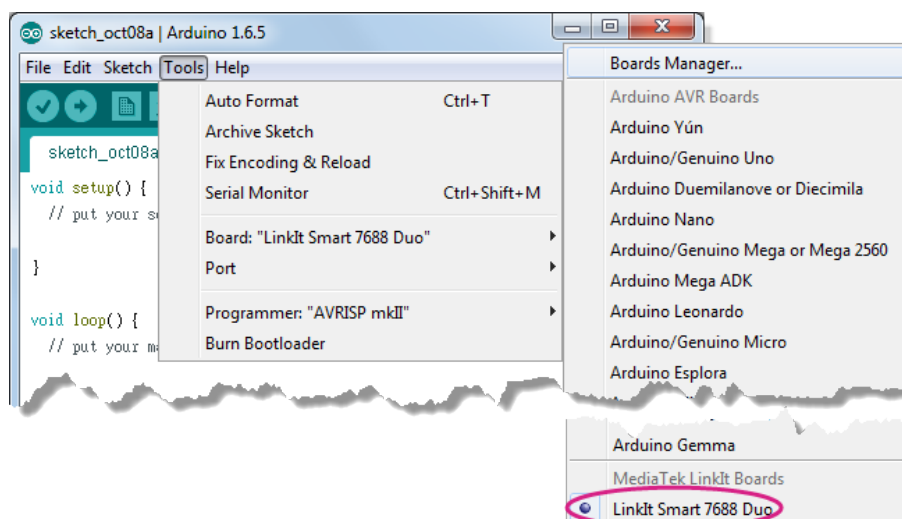 sketch_oct08a | Arduino 1.6.5
File Edit Sketch Tools Help
sketch_oct08a
void setup() {
// put your se
}
void loop() {
// put your ma
Auto Format Ctrl+T
Archive Sketch
Fix Encoding & Reload
Serial Monitor Ctrl+Shift+M
Board: "LinkIt Smart 7688 Duo"
Port
Programmer: "AVRISP mkII"
Burn Bootloader
Boards Manager...
Arduino AVR Boards
Arduino Yún
Arduino/Genuino Uno
Arduino Duemilanove or Diecimila
Arduino Nano
Arduino/Genuino Mega or Mega 2560
Arduino Mega ADK
Arduino Leonardo
Arduino/Genuino Micro
Arduino Esplora
Arduino Gemma
MediaTek LinkIt Boards
LinkIt Smart 7688 Duo